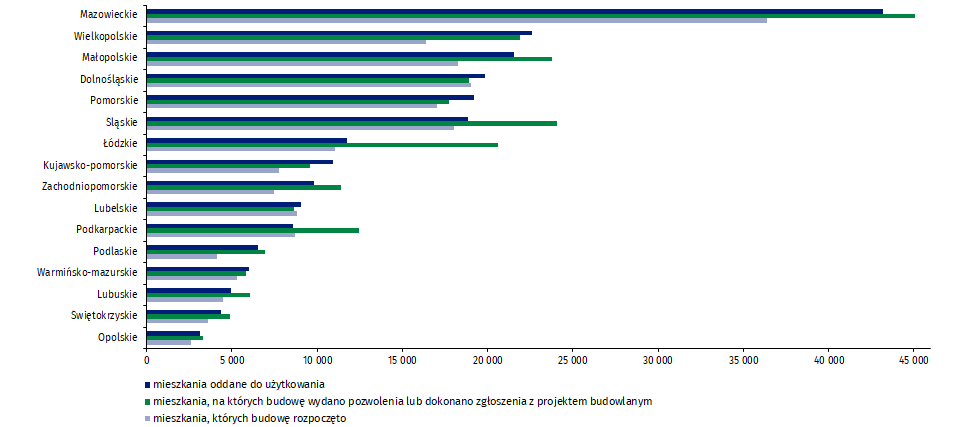 Mazowieckie
Wielkopolskie
Małopolskie
Dolnośląskie
Pomorskie
Śląskie
Łódzkie
Kujawsko-pomorskie
Zachodniopomorskie
Lubelskie
Podkarpackie
Podlaskie
Warmińsko-mazurskie
Lubuskie
Swiętokrzyskie
Opolskie
0 5 000 10 000 15 000 20 000 25 000 30 000 35 000 40 000 45 000
mieszkania oddane do użytkowania
mieszkania, na których budowę wydano pozwolenia lub dokonano zgłoszenia z projektem budowlanym
mieszkania, których budowę rozpoczęto